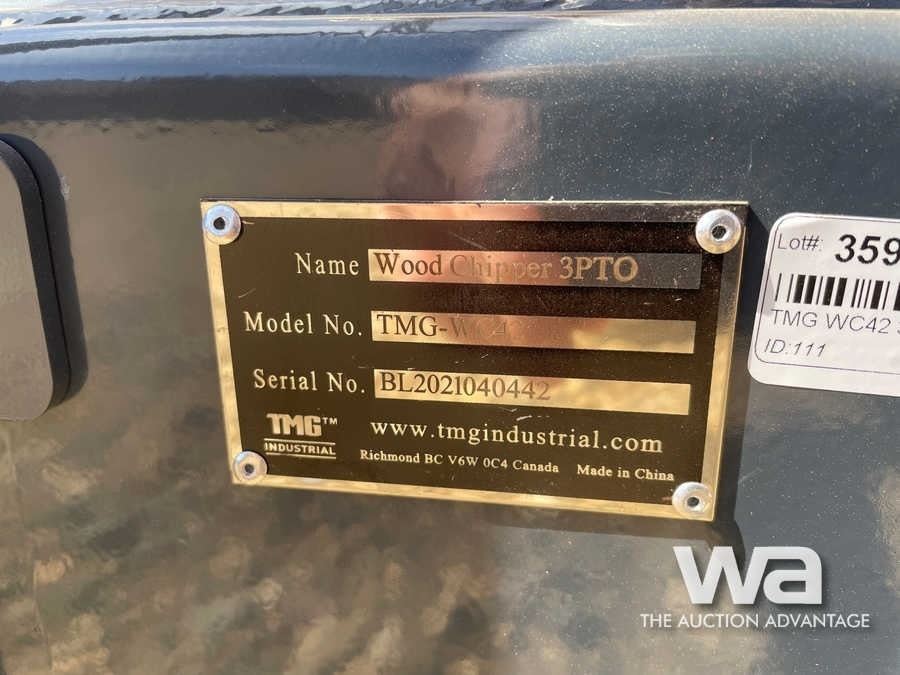 Name Wood Chipper 3PTO
Model No. TMG-WC42
Serial No. BL2021040442
TMG™
INDUSTRIAL
www.tmgindustrial.com
Richmond BC V6W 0C4 Canada Made in China
Lot#: 359
TMG WC42
ID:111
wa
THE AUCTION ADVANTAGE